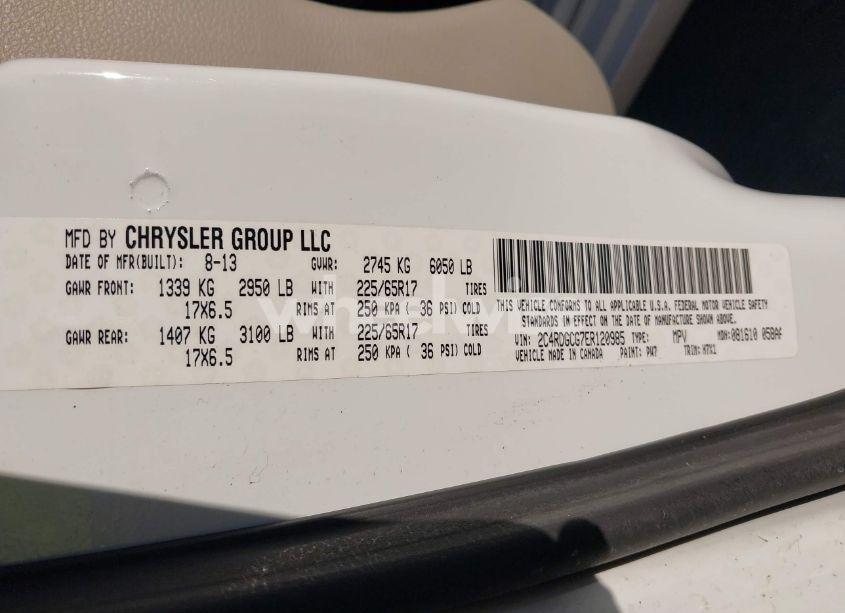 MFD BY CHRYSLER GROUP LLC
DATE OF MFR(BUILT): 8-13 GVWR: 2745 KG 6050 LB
GAWR FRONT: 1339 KG 2950 LB WITH 225/65R17 TIRES
17X6.5 RIMS AT 250 KPA ( 36 PSI) COLD
GAWR REAR: 1407 KG 3100 LB WITH 225/65R17 TIRES
17X6.5 RIMS AT 250 KPA ( 36 PSI) COLD
THIS VEHICLE CONFORMS TO ALL APPLICABLE U.S.A. FEDERAL MOTOR VEHICLE SAFETY
STANDARDS IN EFFECT ON THE DATE OF MANUFACTURE SHOWN ABOVE.
VIN: 2C4RDGCG7ER120985 TYPE: MPV MDH: 081610 058AF
VEHICLE MADE IN CANADA PAINT: PW7 TRIM: H7X1